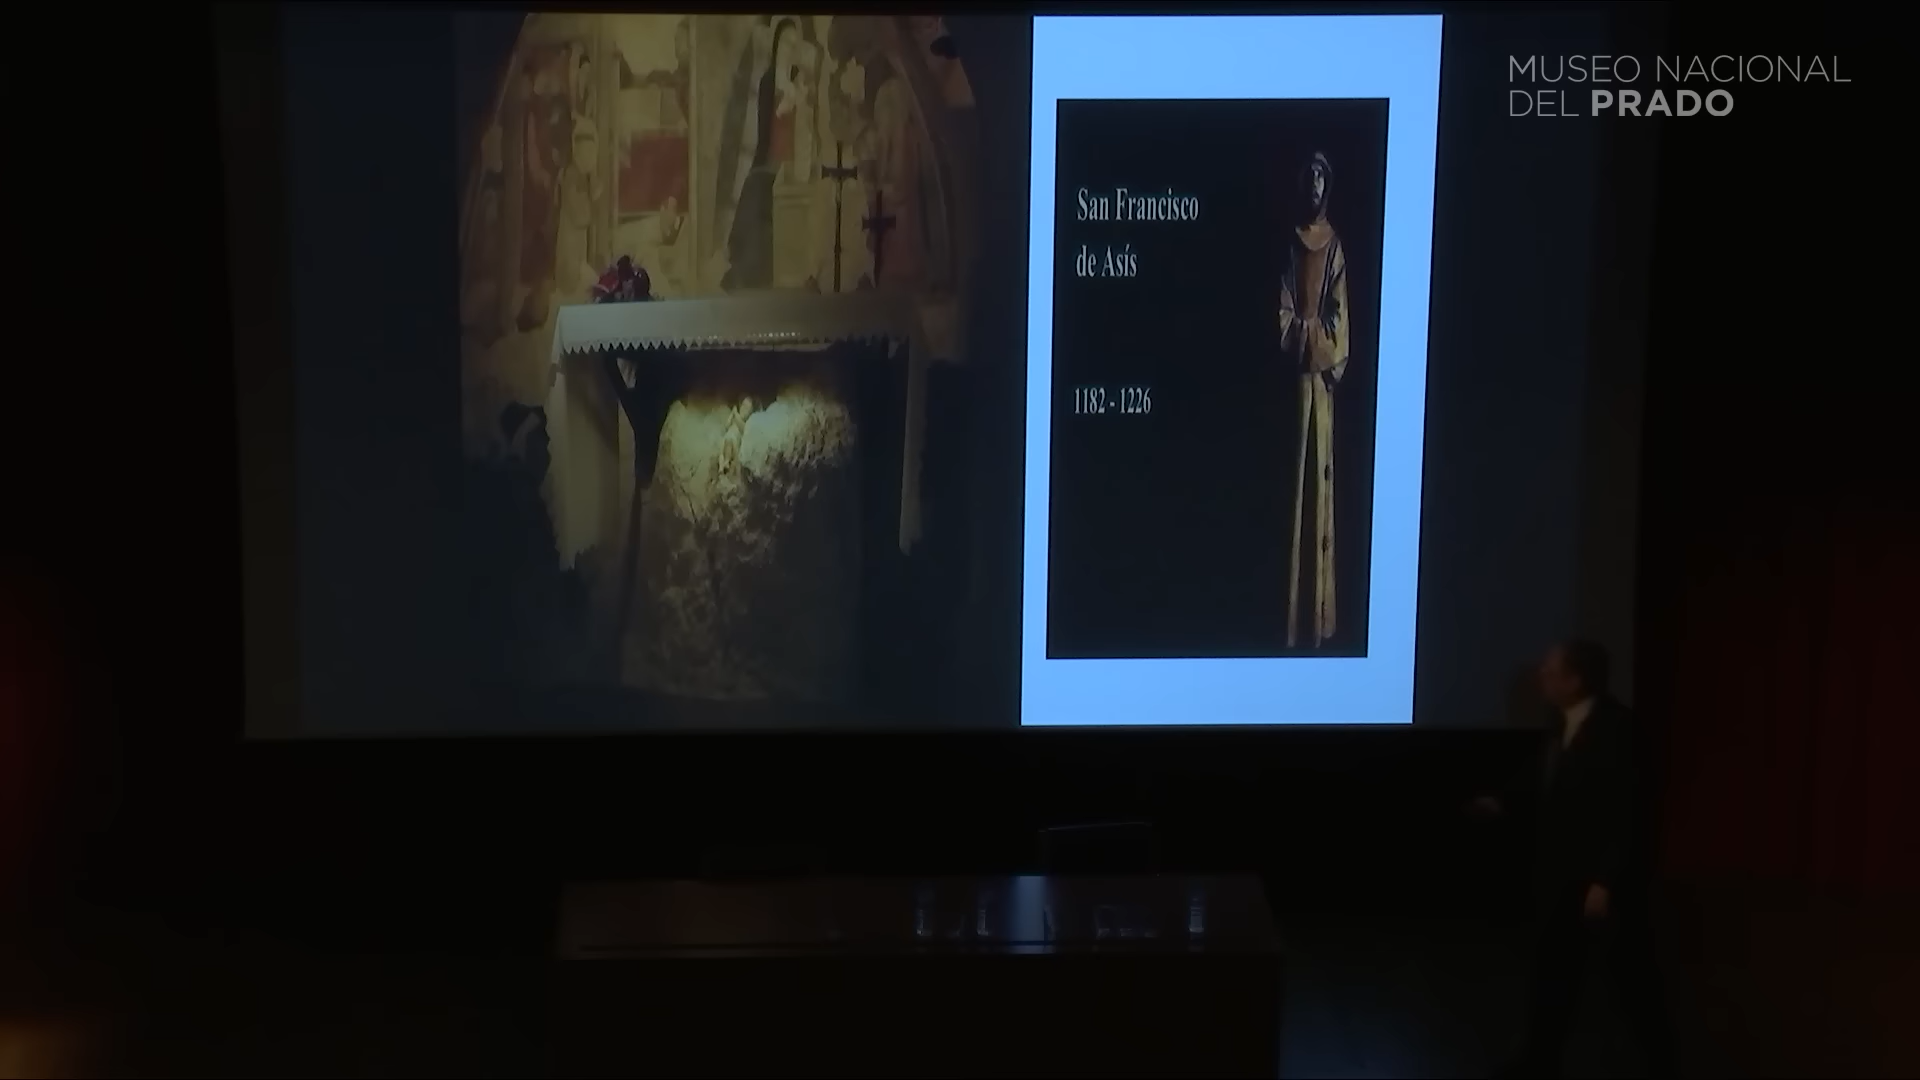 MUSEO NACIONAL
DEL PRADO
San Francisco
de Asís
1182 - 1226